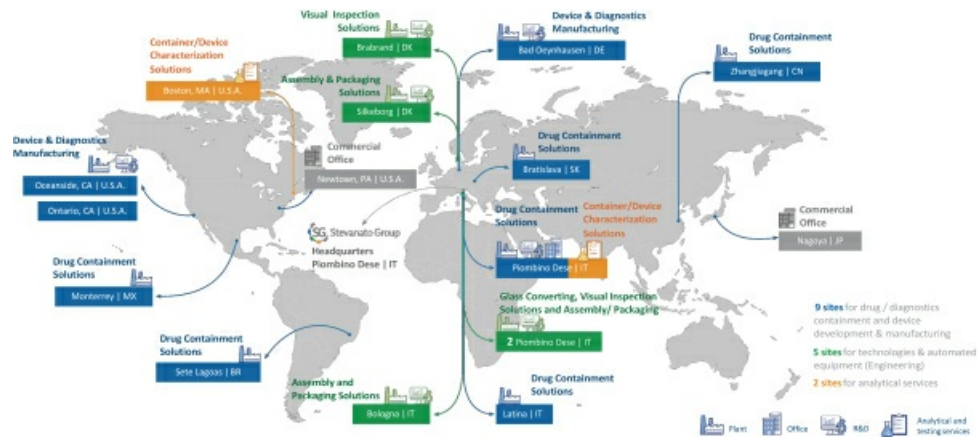 Visual Inspection
Solutions
Brabrand | DK
Device & Diagnostics
Manufacturing
Bad Oeynhausen | DE
Drug Containment
Solutions
Zhangjiagang | CN
Container/Device
Characterization
Solutions
Boston, MA | U.S.A.
Assembly & Packaging
Solutions
Silkeborg | DK
Device & Diagnostics
Manufacturing
Oceanside, CA | U.S.A.
Ontario, CA | U.S.A.
Commercial
Office
Newtown, PA | U.S.A.
Drug Containment
Solutions
Bratislava | SK
SG Stevanato Group
Headquarters
Piombino Dese | IT
Drug Containment
Solutions
Container/Device
Characterization
Solutions
Piombino Dese | IT
Commercial
Office
Nagoya | JP
Drug Containment
Solutions
Monterrey | MX
Glass Converting, Visual Inspection
Solutions and Assembly/ Packaging
2 Piombino Dese | IT
Drug Containment
Solutions
Sete Lagoas | BR
Assembly and
Packaging Solutions
Bologna | IT
Drug Containment
Solutions
Latina | IT
9 sites for drug / diagnostics
containment and device
development & manufacturing
5 sites for technologies & automated
equipment (Engineering)
2 sites for analytical services
Plant
Office
R&D
Analytical and
testing services